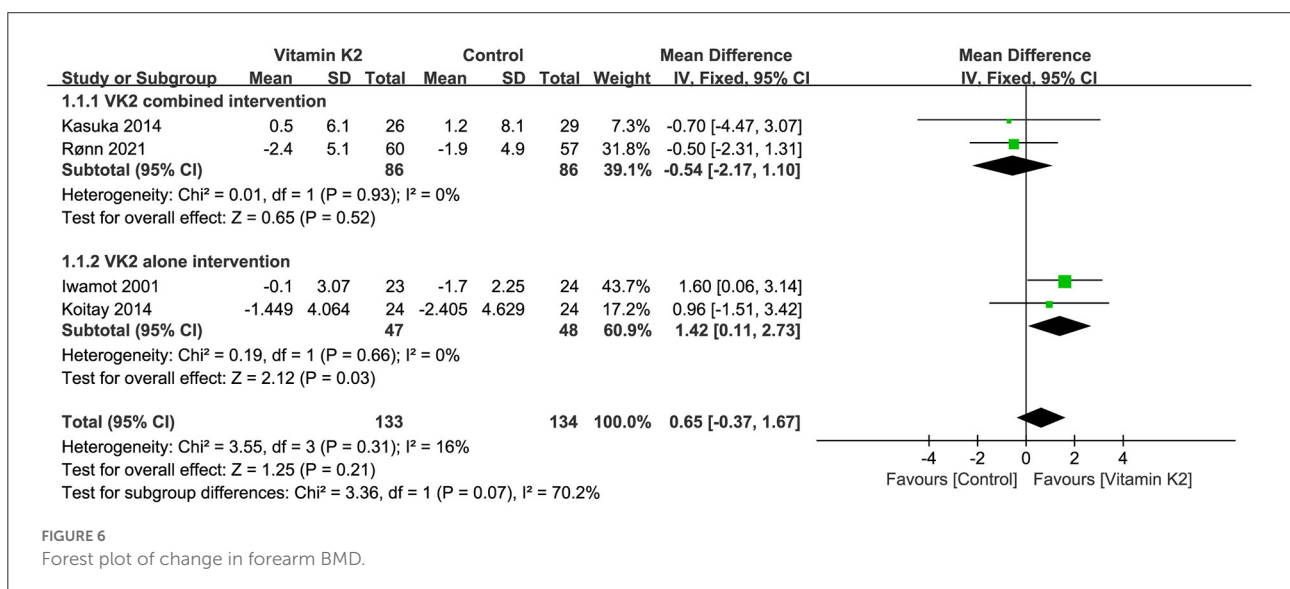 Vitamin K2 Control Mean Difference Mean Difference
Study or Subgroup Mean SD Total Mean SD Total Weight IV, Fixed, 95% CI IV, Fixed, 95% CI
1.1.1 VK2 combined intervention
Kasuka 2014 0.5 6.1 26 1.2 8.1 29 7.3% -0.70 [-4.47, 3.07]
Rønn 2021 -2.4 5.1 60 -1.9 4.9 57 31.8% -0.50 [-2.31, 1.31]
Subtotal (95% CI) 86 86 39.1% -0.54 [-2.17, 1.10]
Heterogeneity: Chi² = 0.01, df = 1 (P = 0.93); I² = 0%
Test for overall effect: Z = 0.65 (P = 0.52)
1.1.2 VK2 alone intervention
Iwamot 2001 -0.1 3.07 23 -1.7 2.25 24 43.7% 1.60 [0.06, 3.14]
Koitay 2014 -1.449 4.064 24 -2.405 4.629 24 17.2% 0.96 [-1.51, 3.42]
Subtotal (95% CI) 47 48 60.9% 1.42 [0.11, 2.73]
Heterogeneity: Chi² = 0.19, df = 1 (P = 0.66); I² = 0%
Test for overall effect: Z = 2.12 (P = 0.03)
Total (95% CI) 133 134 100.0% 0.65 [-0.37, 1.67]
Heterogeneity: Chi² = 3.55, df = 3 (P = 0.31); I² = 16%
Test for overall effect: Z = 1.25 (P = 0.21)
Test for subgroup differences: Chi² = 3.36, df = 1 (P = 0.07), I² = 70.2%
-4 -2 0 2 4
Favours [Control] Favours [Vitamin K2]
FIGURE 6
Forest plot of change in forearm BMD.